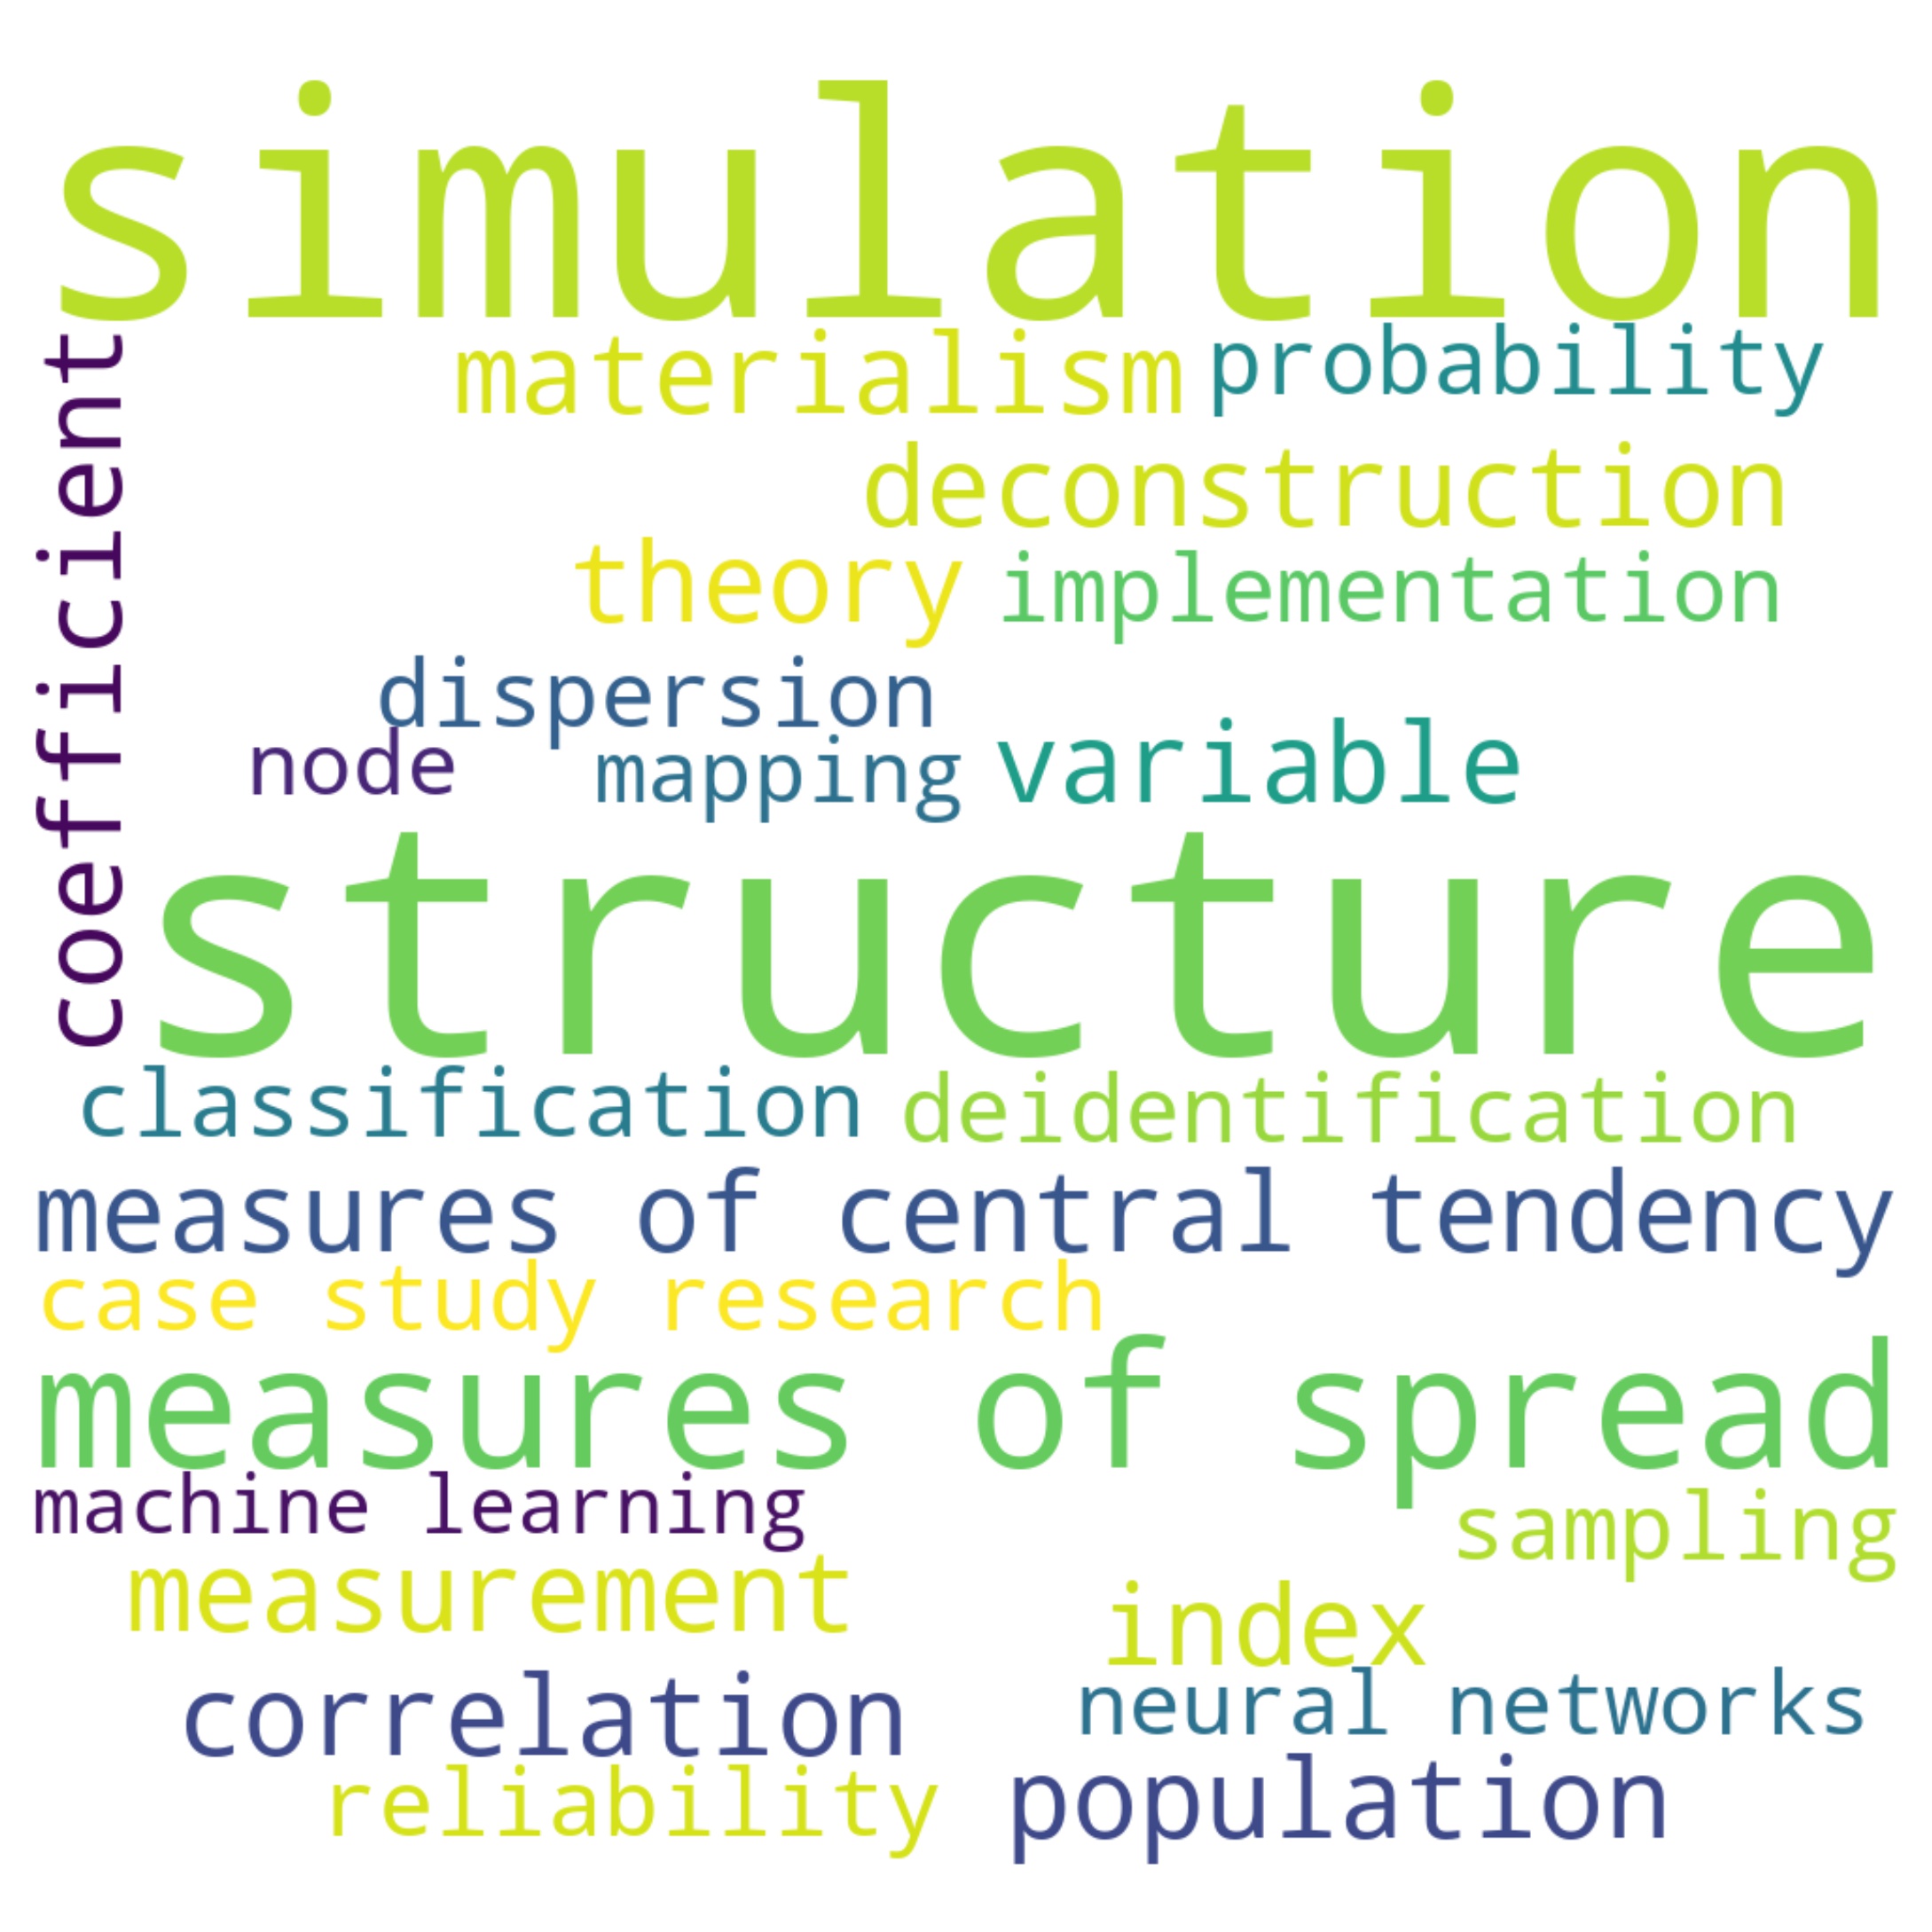 simulation
coefficient
materialism
probability
deconstruction
theory
implementation
dispersion
node
mapping
variable
structure
classification
deidentification
measures of central tendency
case study research
measures of spread
machine learning
sampling
measurement
index
correlation
neural networks
reliability
population